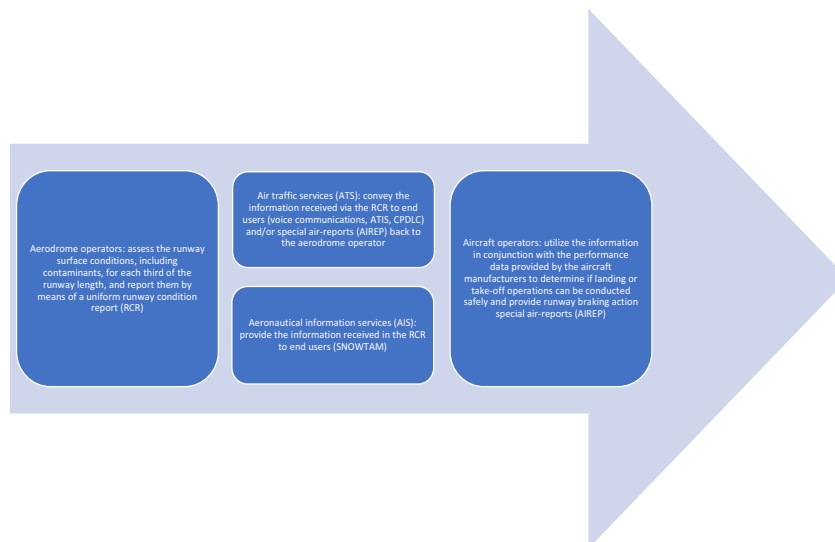 Aerodrome operators: assess the runway
surface conditions, including
contaminants, for each third of the
runway length, and report them by
means of a uniform runway condition
report (RCR)
Air traffic services (ATS): convey the
information received via the RCR to end
users (voice communications, ATIS, CPDLC)
and/or special air-reports (AIREP) back to
the aerodrome operator
Aeronautical information services (AIS):
provide the information received in the RCR
to end users (SNOWTAM)
Aircraft operators: utilize the information
in conjunction with the performance
data provided by the aircraft
manufacturers to determine if landing or
take-off operations can be conducted
safely and provide runway braking action
special air-reports (AIREP)